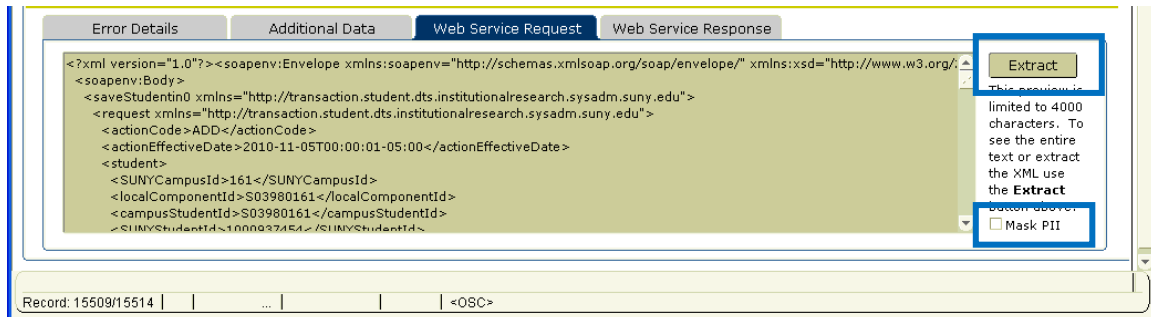 Error Details
Additional Data
Web Service Request
Web Service Response
<?xml version="1.0"?><soapenv:Envelope xmlns:soapenv="http://schemas.xmlsoap.org/soap/envelope/" xmlns:xsd="http://www.w3.org/
<soapenv:Body>
<saveStudentin0 xmlns="http://transaction.student.dts.institutionalresearch.sysadm.suny.edu">
<request xmlns="http://transaction.student.dts.institutionalresearch.sysadm.suny.edu">
<actionCode>ADD</actionCode>
<actionEffectiveDate>2010-11-05T00:00:01-05:00</actionEffectiveDate>
<student>
<SUNYCampusId>161</SUNYCampusId>
<localComponentId>S03980161</localComponentId>
<campusStudentId>S03980161</campusStudentId>
<SUNYStudentId>1000937454</SUNYStudentId>
Extract
This preview is
limited to 4000
characters. To
see the entire
text or extract
the XML use
the Extract
button above.
Mask PII
Record: 15509/15514
...
<OSC>